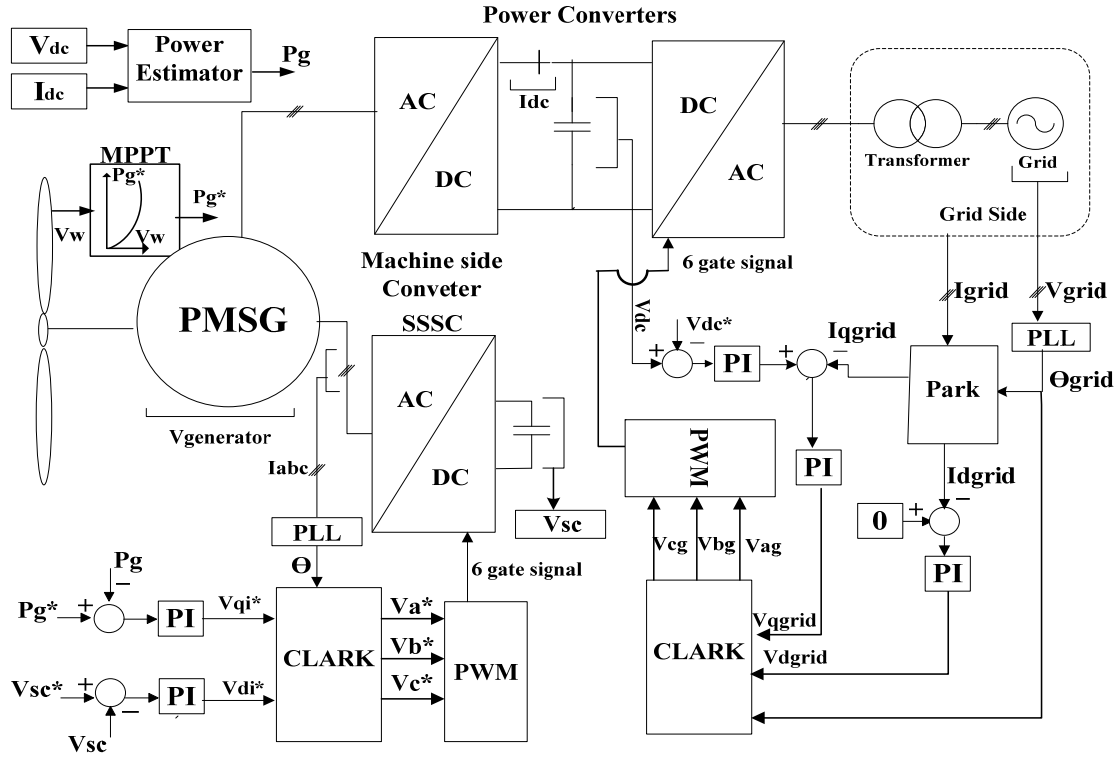 Power Converters
Vdc
Idc
Power
Estimator
Pg
MPPT
Pg*
Vw
Pg*
Vw
PMSG
Vgenerator
AC
DC
Idc
DC
AC
Transformer
Grid
Grid Side
Machine side
Conveter
SSSC
AC
DC
Vsc
6 gate signal
Vdc
Vdc*
+
−
PI
+
−
Iqgrid
Igrid
Vgrid
PLL
Park
Ɵgrid
PI
PWM
Idgrid
0
+
−
PI
Vcg
Vbg
Vag
CLARK
Vqgrid
Vdgrid
Iabc
PLL
Ɵ
6 gate signal
Pg
−
Pg*
+
PI
Vqi*
Vsc*
+
−
Vsc
PI
Vdi*
CLARK
Va*
Vb*
Vc*
PWM